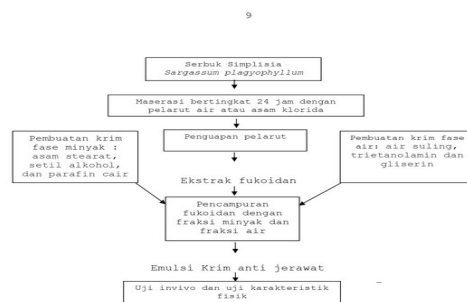 9
Serbuk Simplisia
Sargassum plagyophyllum
Maserasi bertingkat 24 jam dengan
pelarut air atau asam klorida
Pembuatan krim
fase minyak :
asam stearat,
setil alkohol,
dan parafin cair
Penguapan pelarut
Pembuatan krim fase
air: air suling,
trietanolamin dan
gliserin
Ekstrak fukoidan
Pencampuran
fukoidan dengan
fraksi minyak dan
fraksi air
Emulsi Krim anti jerawat
Uji invivo dan uji karakteristik
fisik